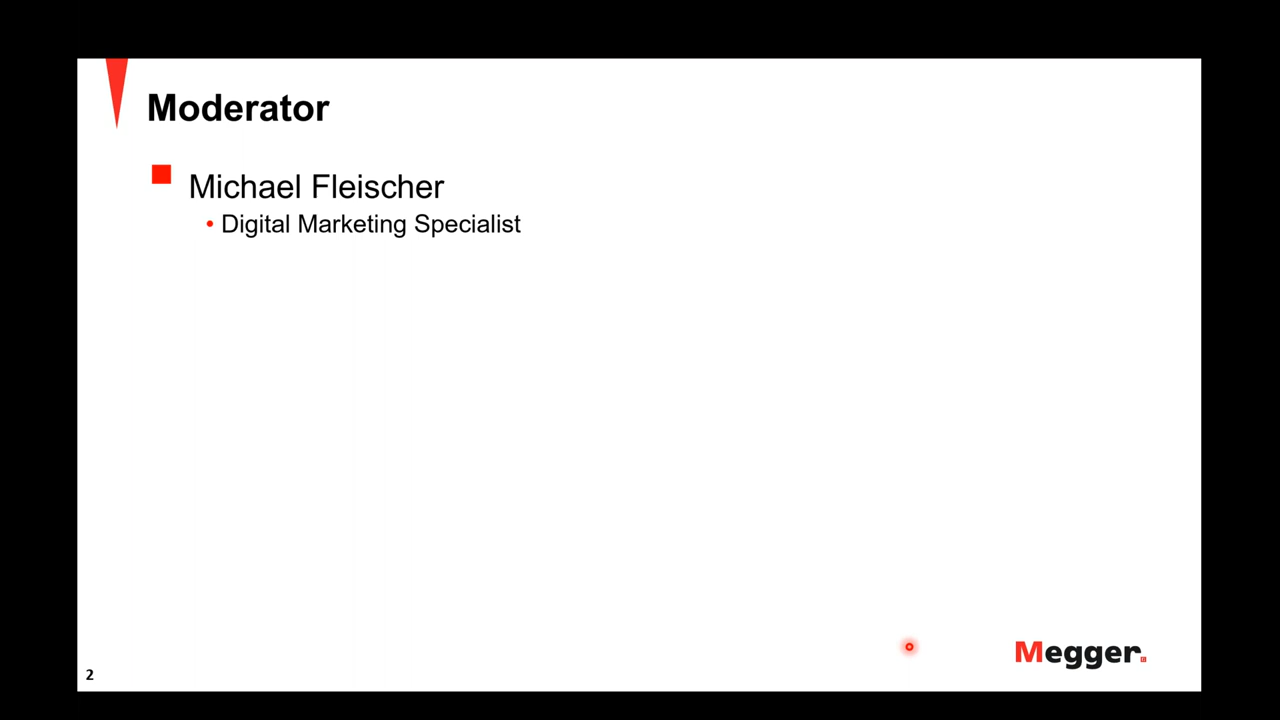 Moderator
Michael Fleischer
• Digital Marketing Specialist
Megger.
2